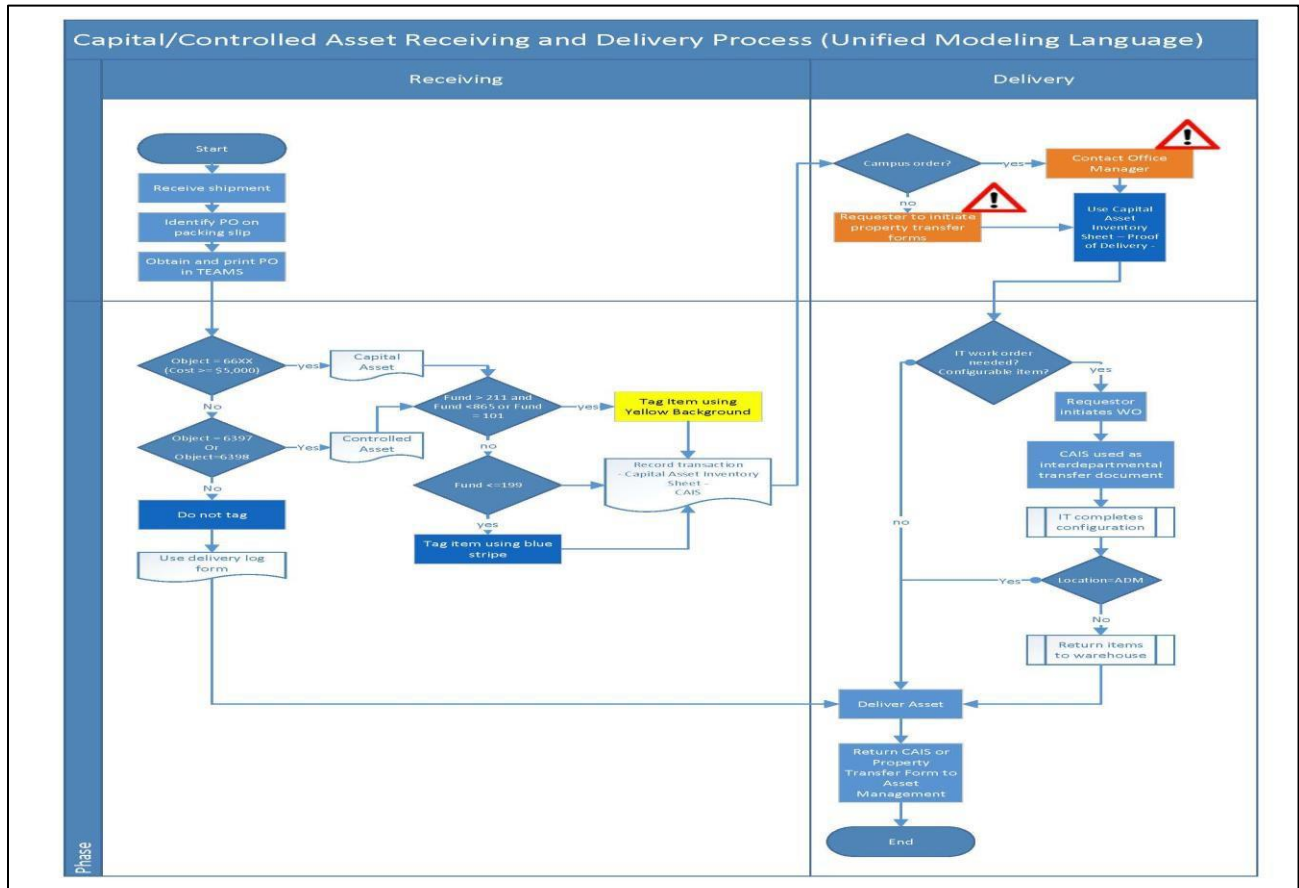 Capital/Controlled Asset Receiving and Delivery Process (Unified Modeling Language)
Receiving
Delivery
Start
Receive shipment
Identify PO on
packing slip
Obtain and print PO
in TEAMS
Campus order?
yes
Contact Office
Manager
no
Requester to initiate
property transfer
forms
Use Capital
Asset
Inventory
Sheet – Proof
of Delivery -
Object = 66XX
(Cost >= $5,000)
yes
Capital
Asset
No
Object = 6397
Or
Object=6398
Yes
Controlled
Asset
No
Do not tag
Use delivery log
form
Fund > 211 and
Fund <865 or Fund
= 101
yes
Tag Item using
Yellow Background
no
Fund <=199
yes
Tag item using blue
stripe
Record transaction
- Capital Asset Inventory
Sheet -
CAIS
IT work order
needed?
Configurable item?
yes
Requestor
initiates WO
CAIS used as
interdepartmental
transfer document
IT completes
configuration
no
Location=ADM
Yes
No
Return items
to warehouse
Deliver Asset
Return CAIS or
Property
Transfer Form to
Asset
Management
End
Phase